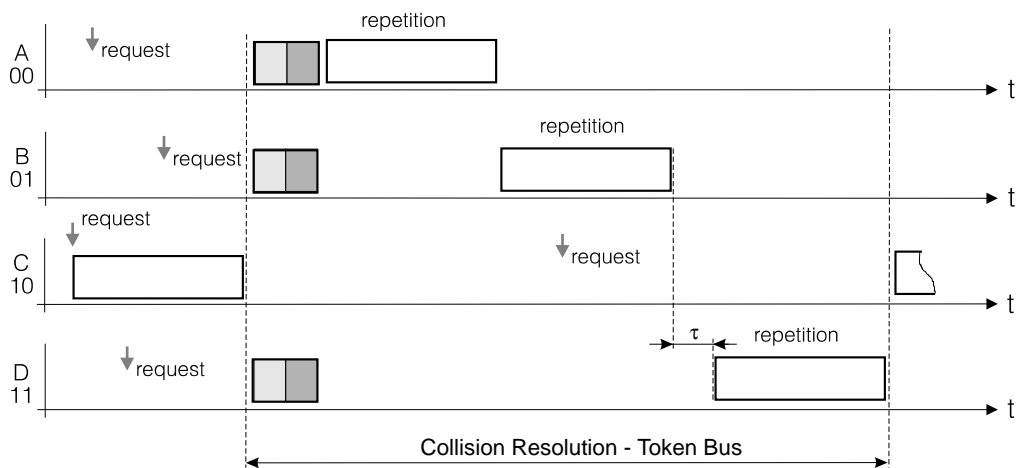 repetition
request
A
00
t
repetition
request
B
01
t
request
request
C
10
t
τ
repetition
request
D
11
t
Collision Resolution - Token Bus